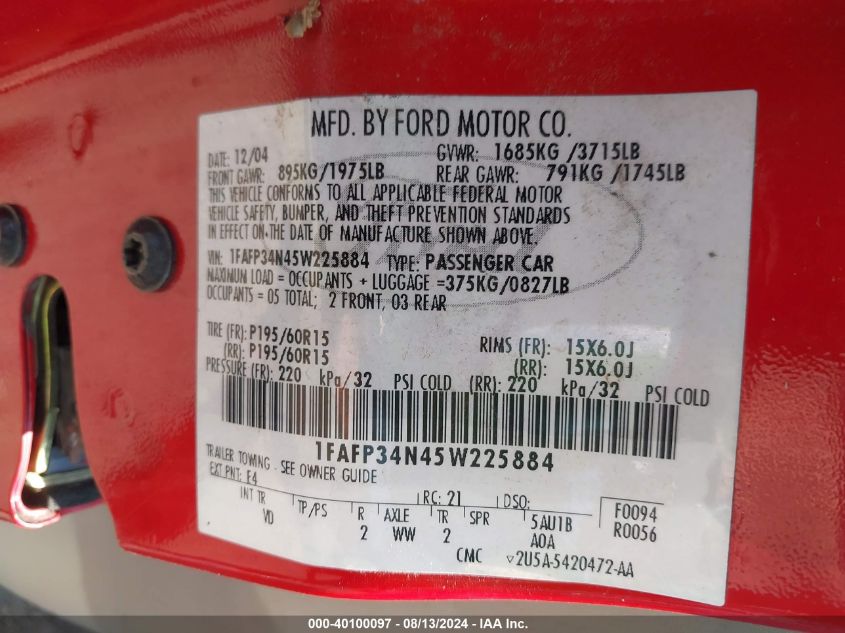 MFD. BY FORD MOTOR CO.
DATE: 12/04 GVWR: 1685KG /3715LB
FRONT GAWR: 895KG/1975LB REAR GAWR: 791KG /1745LB
THIS VEHICLE CONFORMS TO ALL APPLICABLE FEDERAL MOTOR
VEHICLE SAFETY, BUMPER, AND THEFT PREVENTION STANDARDS
IN EFFECT ON THE DATE OF MANUFACTURE SHOWN ABOVE.
VIN: 1FAFP34N45W225884 TYPE: PASSENGER CAR
MAXIMUM LOAD = OCCUPANTS + LUGGAGE =375KG/0827LB
OCCUPANTS = 05 TOTAL; 2 FRONT, 03 REAR
TIRE (FR): P195/60R15 RIMS (FR): 15X6.0J
(RR): P195/60R15 (RR): 15X6.0J
PRESSURE (FR): 220 kPa/32 PSI COLD (RR): 220 kPa/32 PSI COLD
1FAFP34N45W225884
TRAILER TOWING - SEE OWNER GUIDE
EXT PNT: E4 RC: 21 DSO: F0094
INT TR TP/PS R AXLE TR SPR 5AU1B R0056
VD 2 WW 2 A0A
CMC 2U5A-5420472-AA
000-40100097 - 08/13/2024 - IAA Inc.